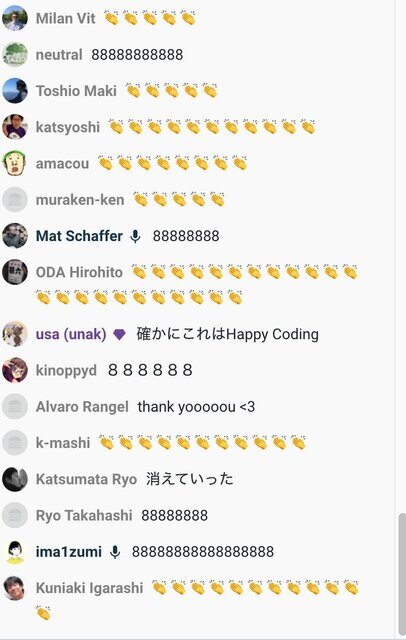 Milan Vit 👏👏👏👏👏
neutral 88888888888
Toshio Maki 👏👏👏👏👏
katsyoshi 👏👏👏👏👏👏👏👏👏👏👏
amacou 👏👏👏👏👏👏👏👏
muraken-ken 👏👏👏👏👏
Mat Schaffer 88888888
ODA Hirohito 👏👏👏👏👏👏👏👏👏👏👏👏
👏👏👏👏👏👏👏👏👏👏👏
usa (unak) 確かにこれはHappy Coding
kinoppyd 888888
Alvaro Rangel thank yooooou <3
k-mashi 👏👏👏👏👏👏👏👏👏👏👏
Katsumata Ryo 消えていった
Ryo Takahashi 88888888
ima1zumi 88888888888888888
Kuniaki Igarashi 👏👏👏👏👏👏👏👏👏👏👏
👏